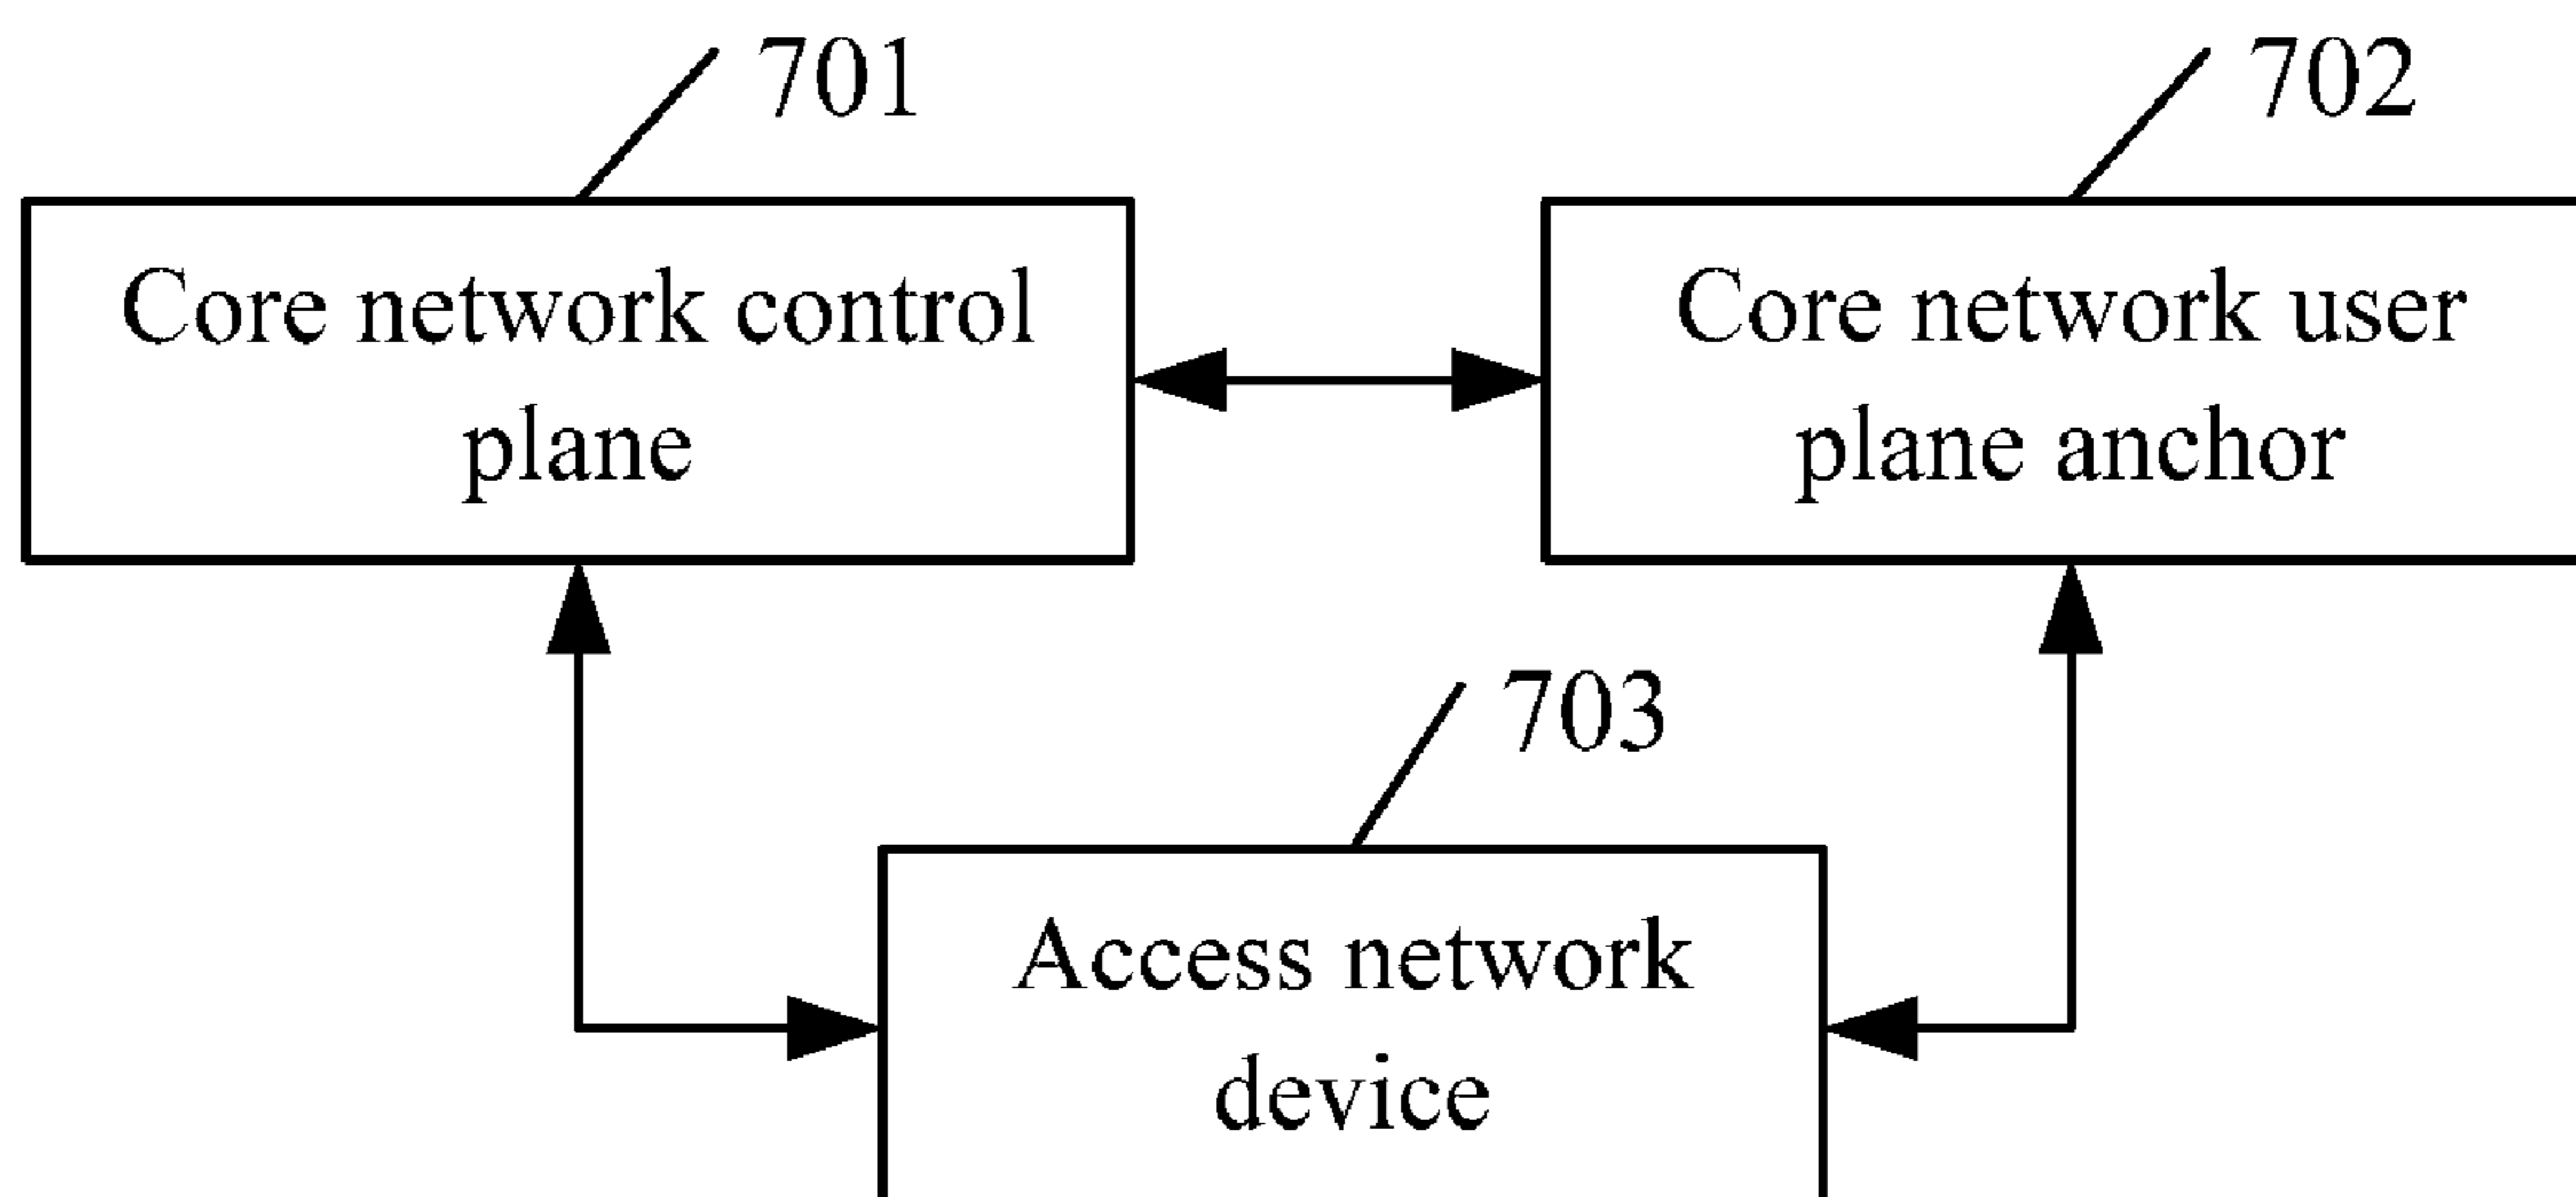 701
702
Core network control
plane
Core network user
plane anchor
703
Access network
device